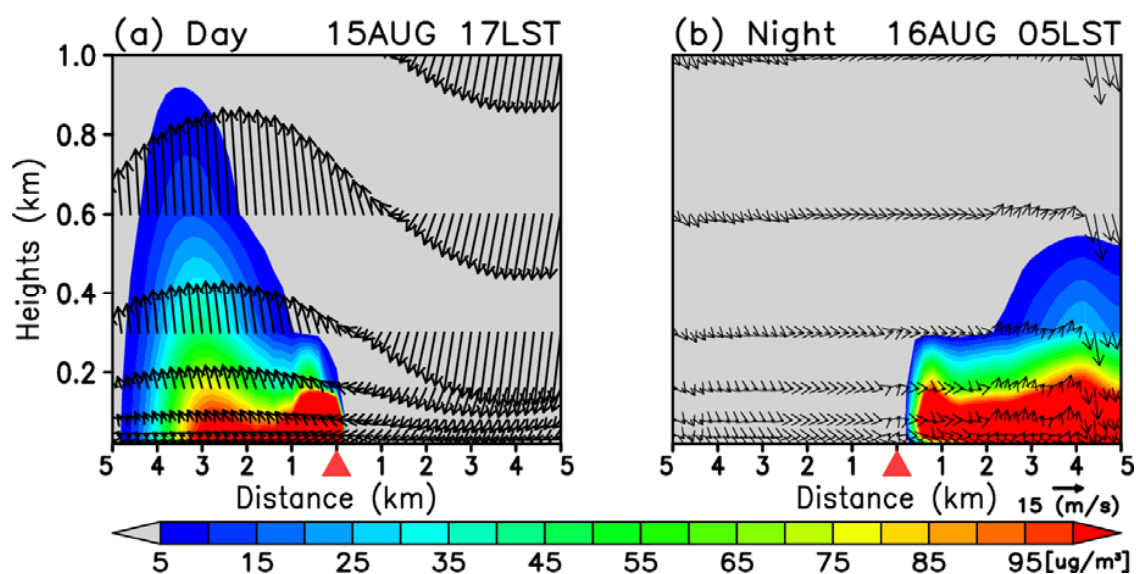 (a) Day 15AUG 17LST
(b) Night 16AUG 05LST
Heights (km)
1.0
0.8
0.6
0.4
0.2
5 4 3 2 1 1 2 3 4 5
Distance (km)
5 4 3 2 1 1 2 3 4 5
Distance (km)
15 (m/s)
5 15 25 35 45 55 65 75 85 95 [ug/m³]